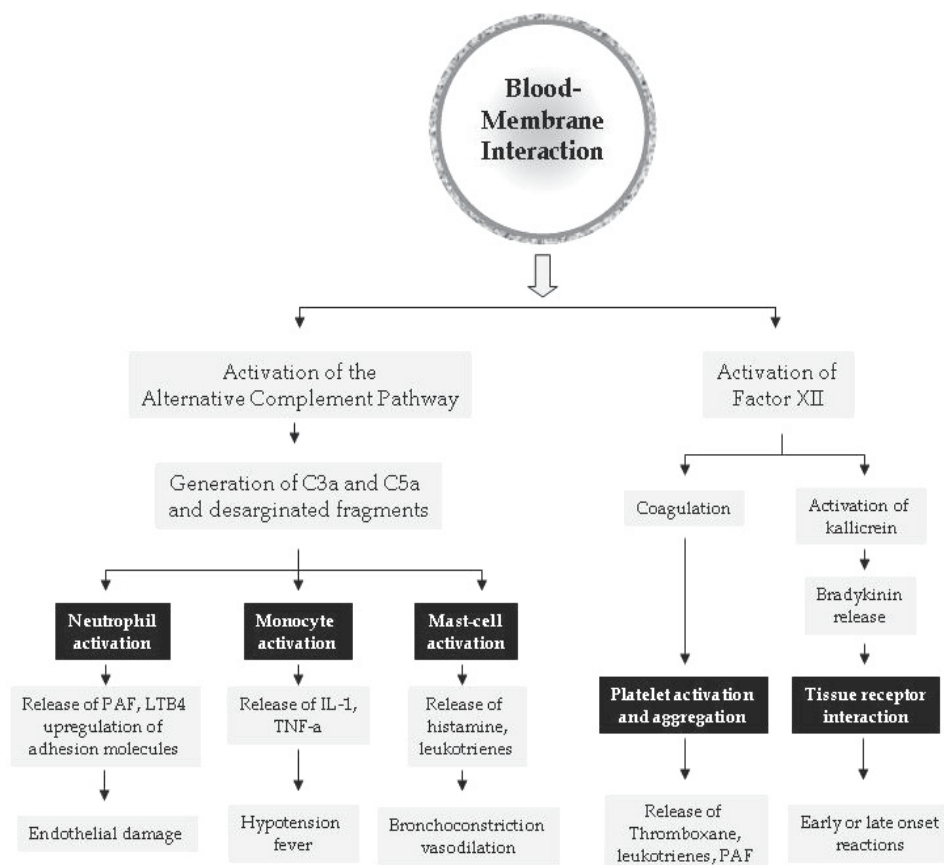 Blood-
Membrane
Interaction
Activation of the
Alternative Complement Pathway
Activation of
Factor XII
Generation of C3a and C5a
and desarginated fragments
Coagulation
Activation of
kallicrein
Bradykinin
release
Neutrophil
activation
Monocyte
activation
Mast-cell
activation
Platelet activation
and aggregation
Tissue receptor
interaction
Release of PAF, LTB4
upregulation of
adhesion molecules
Release of IL-1,
TNF-a
Release of
histamine,
leukotrienes
Endothelial damage
Hypotension
fever
Bronchoconstriction
vasodilation
Release of
Thromboxane,
leukotrienes, PAF
Early or late onset
reactions